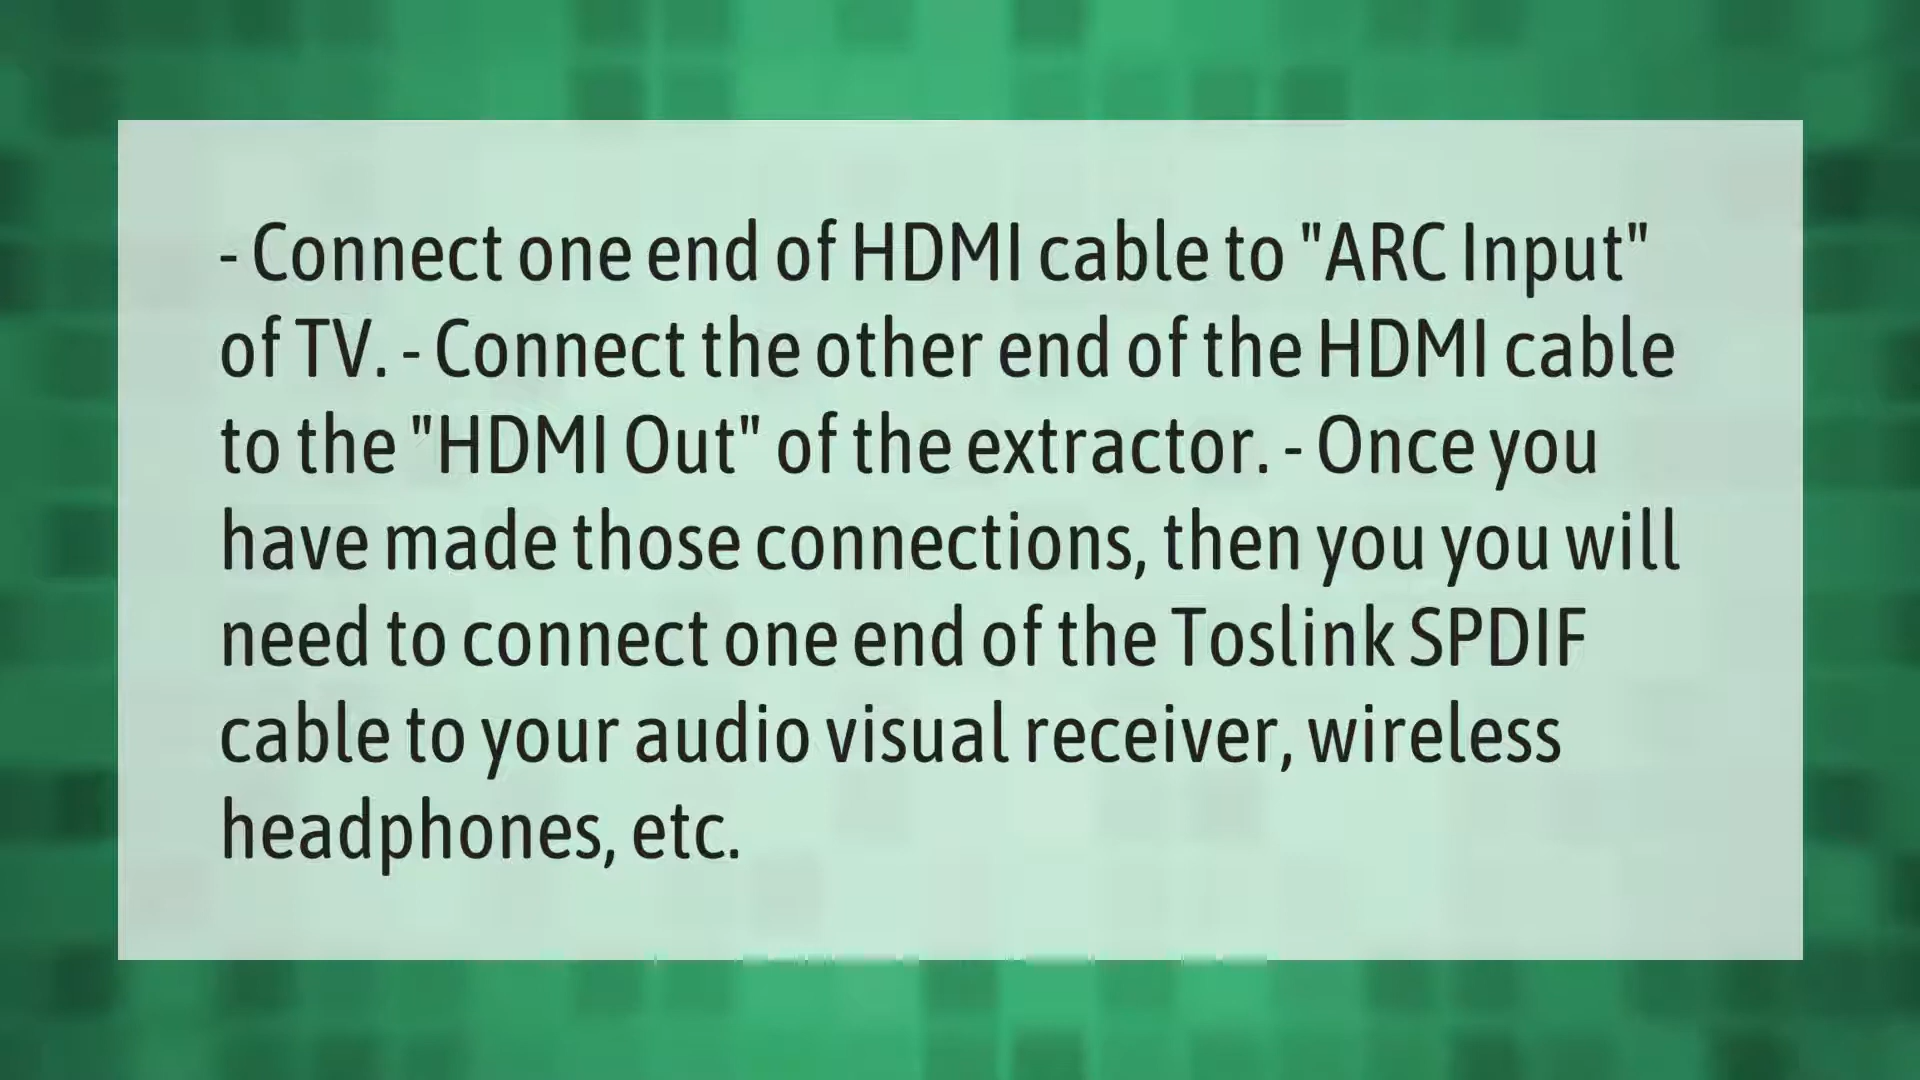 - Connect one end of HDMI cable to "ARC Input"
of TV. - Connect the other end of the HDMI cable
to the "HDMI Out" of the extractor. - Once you
have made those connections, then you you will
need to connect one end of the Toslink SPDIF
cable to your audio visual receiver, wireless
headphones, etc.